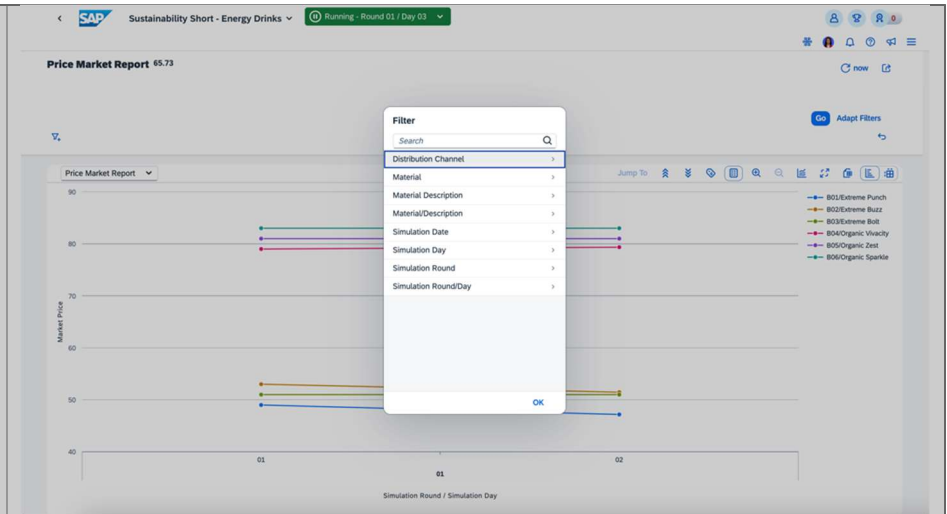 SAP Sustainability Short - Energy Drinks Running - Round 01 / Day 03 0
Price Market Report 65.73
now
Go Adapt Filters
Price Market Report
Jump To
Filter
Search
Distribution Channel
Material
Material Description
Material/Description
Simulation Date
Simulation Day
Simulation Round
Simulation Round/Day
OK
B01/Extreme Punch
B02/Extreme Buzz
B03/Extreme Bolt
B04/Organic Vivacity
B05/Organic Zest
B06/Organic Sparkle
90
80
70
60
50
40
Market Price
01 02
01
Simulation Round / Simulation Day